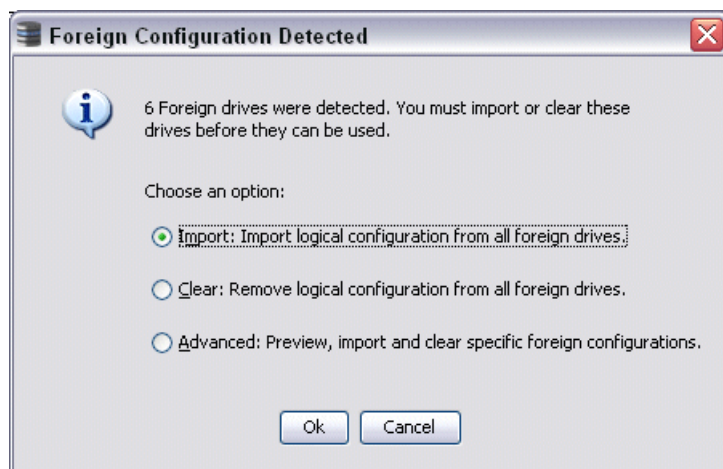 Foreign Configuration Detected
6 Foreign drives were detected. You must import or clear these
drives before they can be used.
Choose an option:
Import: Import logical configuration from all foreign drives.
Clear: Remove logical configuration from all foreign drives.
Advanced: Preview, import and clear specific foreign configurations.
Ok
Cancel